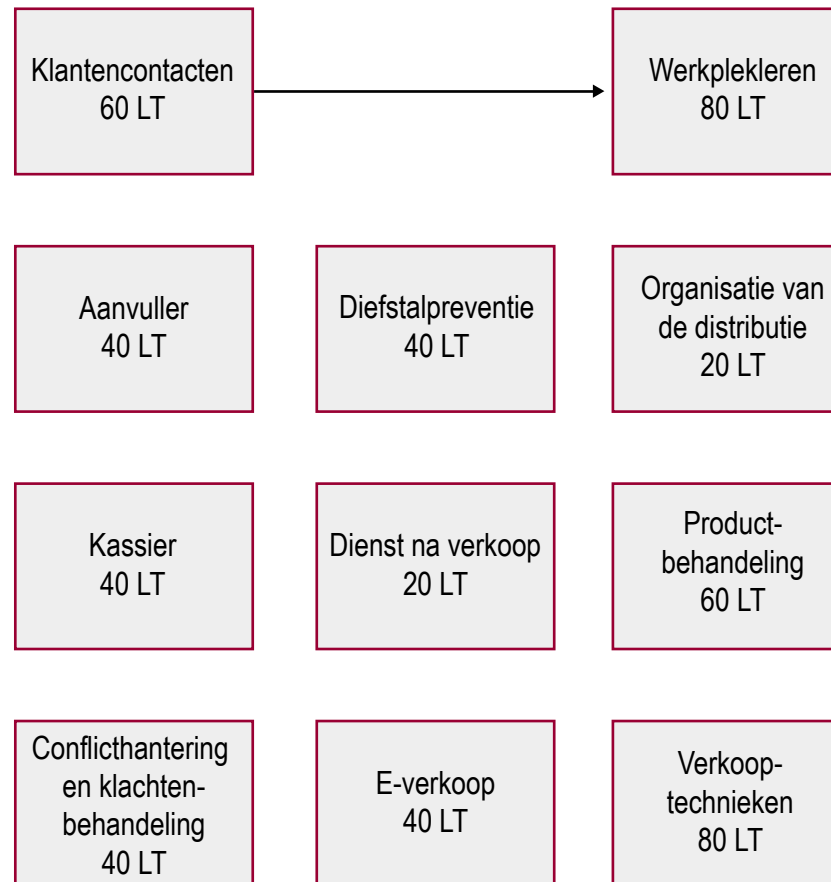 Klantencontacten
60 LT
Werkplekleren
80 LT
Aanvuller
40 LT
Diefstalpreventie
40 LT
Organisatie van
de distributie
20 LT
Kassier
40 LT
Dienst na verkoop
20 LT
Product-
behandeling
60 LT
Conflicthantering
en klachten-
behandeling
40 LT
E-verkoop
40 LT
Verkoop-
technieken
80 LT